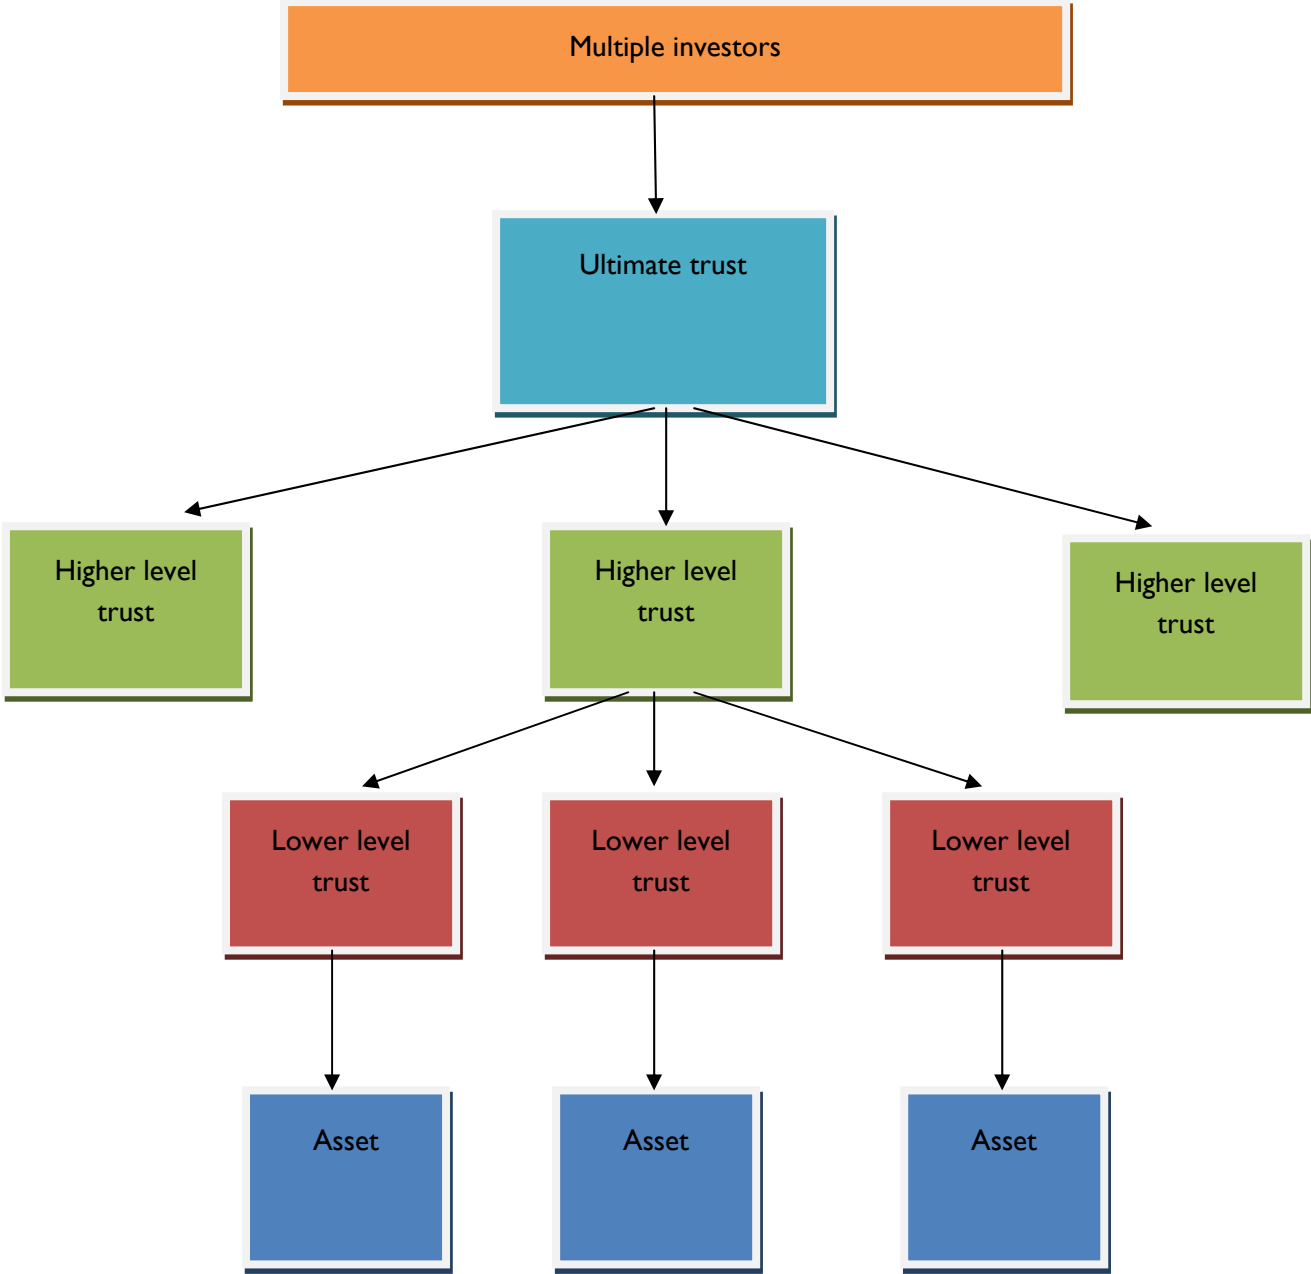 Multiple investors
Ultimate trust
Higher level
trust
Higher level
trust
Higher level
trust
Lower level
trust
Lower level
trust
Lower level
trust
Asset
Asset
Asset